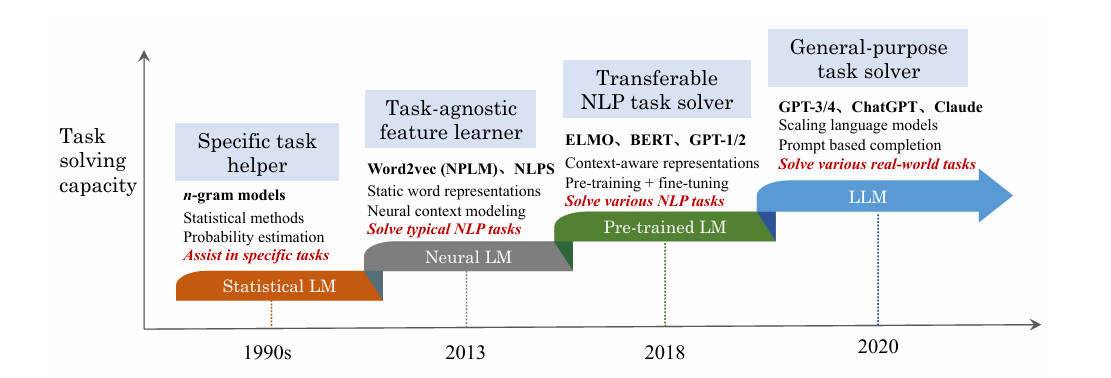 Task
solving
capacity
Specific task
helper
n-gram models
Statistical methods
Probability estimation
Assist in specific tasks
Statistical LM
1990s
Task-agnostic
feature learner
Word2vec (NPLM)、NLPS
Static word representations
Neural context modeling
Solve typical NLP tasks
Neural LM
2013
Transferable
NLP task solver
ELMO、BERT、GPT-1/2
Context-aware representations
Pre-training + fine-tuning
Solve various NLP tasks
Pre-trained LM
2018
General-purpose
task solver
GPT-3/4、ChatGPT、Claude
Scaling language models
Prompt based completion
Solve various real-world tasks
LLM
2020